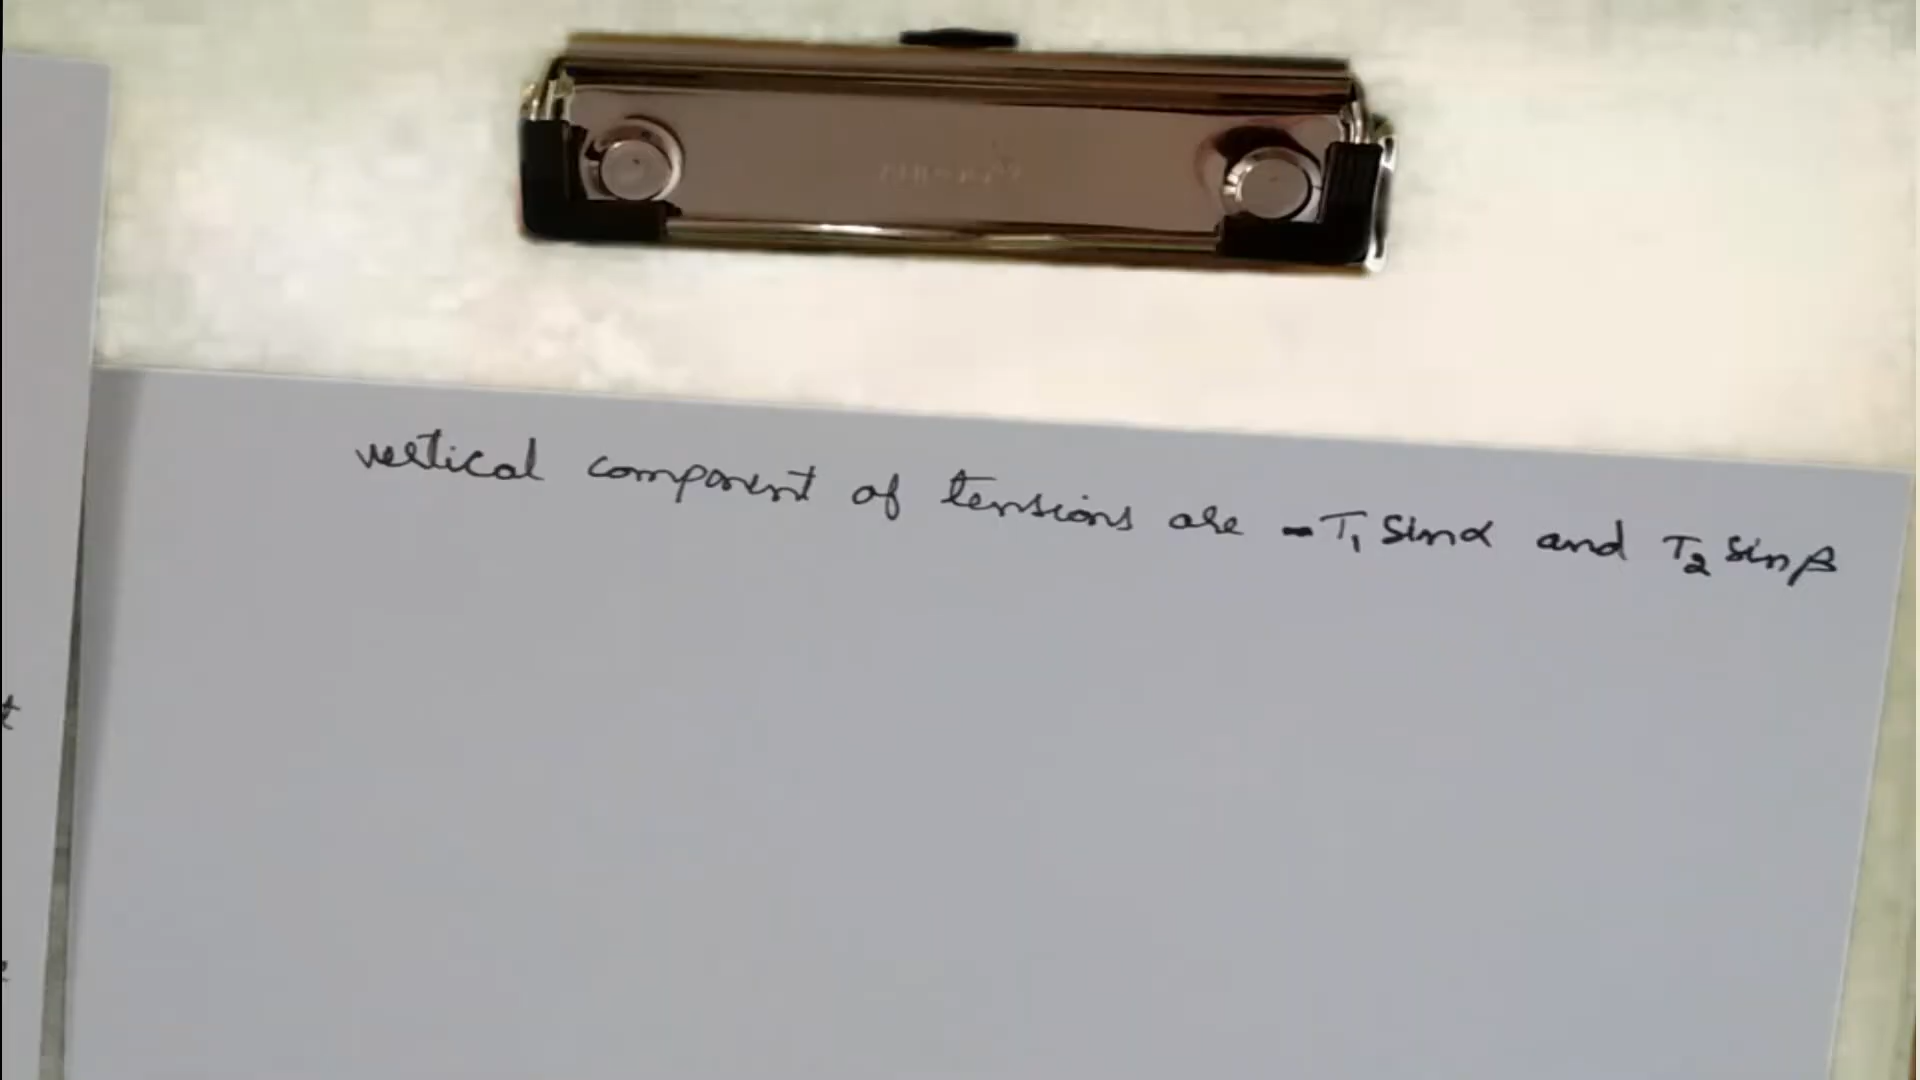 vertical component of tensions are -T₁ sinα and T₂ sinβ
t